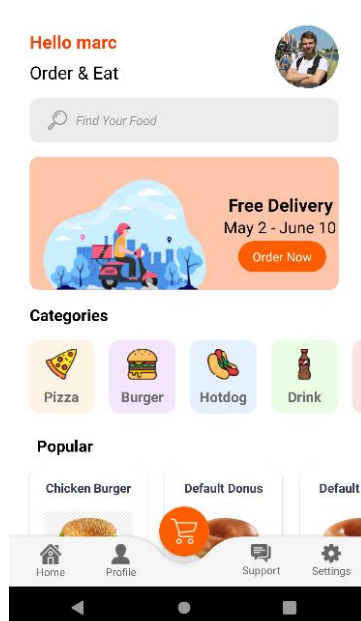 Hello marc
Order & Eat
Find Your Food
Free Delivery
May 2 - June 10
Order Now
Categories
Pizza
Burger
Hotdog
Drink
Popular
Chicken Burger
Default Donus
Default
Home
Profile
Support
Settings